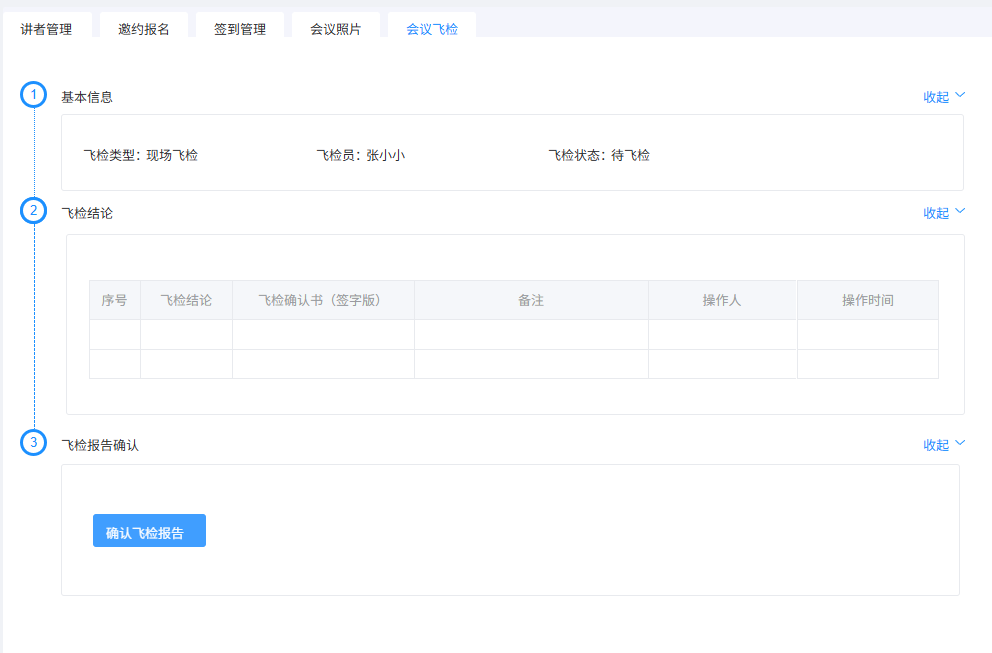 讲者管理 邀约报名 签到管理 会议照片 会议飞检
1 基本信息 收起
飞检类型：现场飞检 飞检员：张小小 飞检状态：待飞检
2 飞检结论 收起
序号 飞检结论 飞检确认书（签字版） 备注 操作人 操作时间
3 飞检报告确认 收起
确认飞检报告